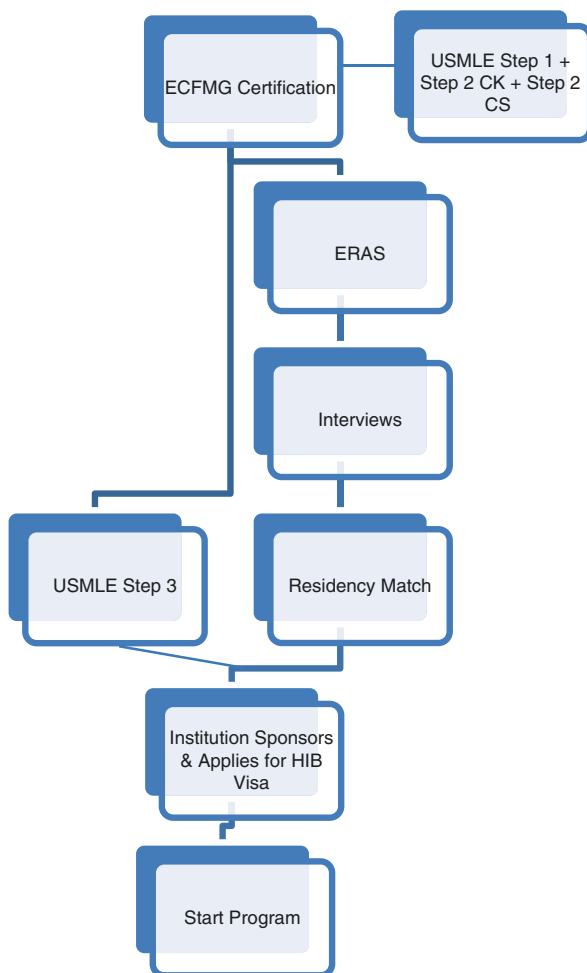 ECFMG Certification
USMLE Step 1 +
Step 2 CK + Step 2
CS
ERAS
Interviews
USMLE Step 3
Residency Match
Institution Sponsors
& Applies for HIB
Visa
Start Program